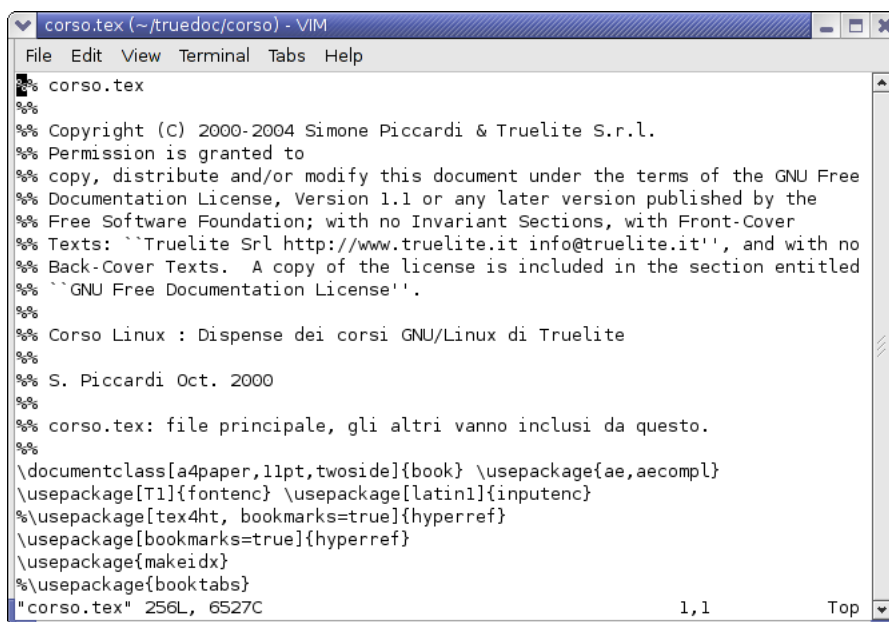 corso.tex (~/truedoc/corso) - VIM
File Edit View Terminal Tabs Help
%% corso.tex
%%
%% Copyright (C) 2000-2004 Simone Piccardi & Truelite S.r.l.
%% Permission is granted to
%% copy, distribute and/or modify this document under the terms of the GNU Free
%% Documentation License, Version 1.1 or any later version published by the
%% Free Software Foundation; with no Invariant Sections, with Front-Cover
%% Texts: ``Truelite Srl http://www.truelite.it info@truelite.it'', and with no
%% Back-Cover Texts.  A copy of the license is included in the section entitled
%% ``GNU Free Documentation License''.
%%
%% Corso Linux : Dispense dei corsi GNU/Linux di Truelite
%%
%% S. Piccardi Oct. 2000
%%
%% corso.tex: file principale, gli altri vanno inclusi da questo.
%%
\documentclass[a4paper,11pt,twoside]{book} \usepackage{ae,aecompl}
\usepackage[T1]{fontenc} \usepackage[latin1]{inputenc}
%\usepackage[tex4ht, bookmarks=true]{hyperref}
\usepackage[bookmarks=true]{hyperref}
\usepackage{makeidx}
%\usepackage{booktabs}
"corso.tex" 256L, 6527C 1,1 Top